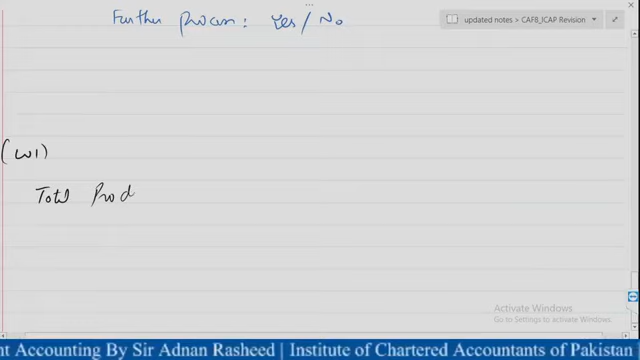 Further process: Yes / No
updated notes > CAF8_ICAP Revision
(W1)
Total Prod
Activate Windows
Go to Settings to activate Windows.
nt Accounting By Sir Adnan Rasheed | Institute of Chartered Accountants of Pakistan